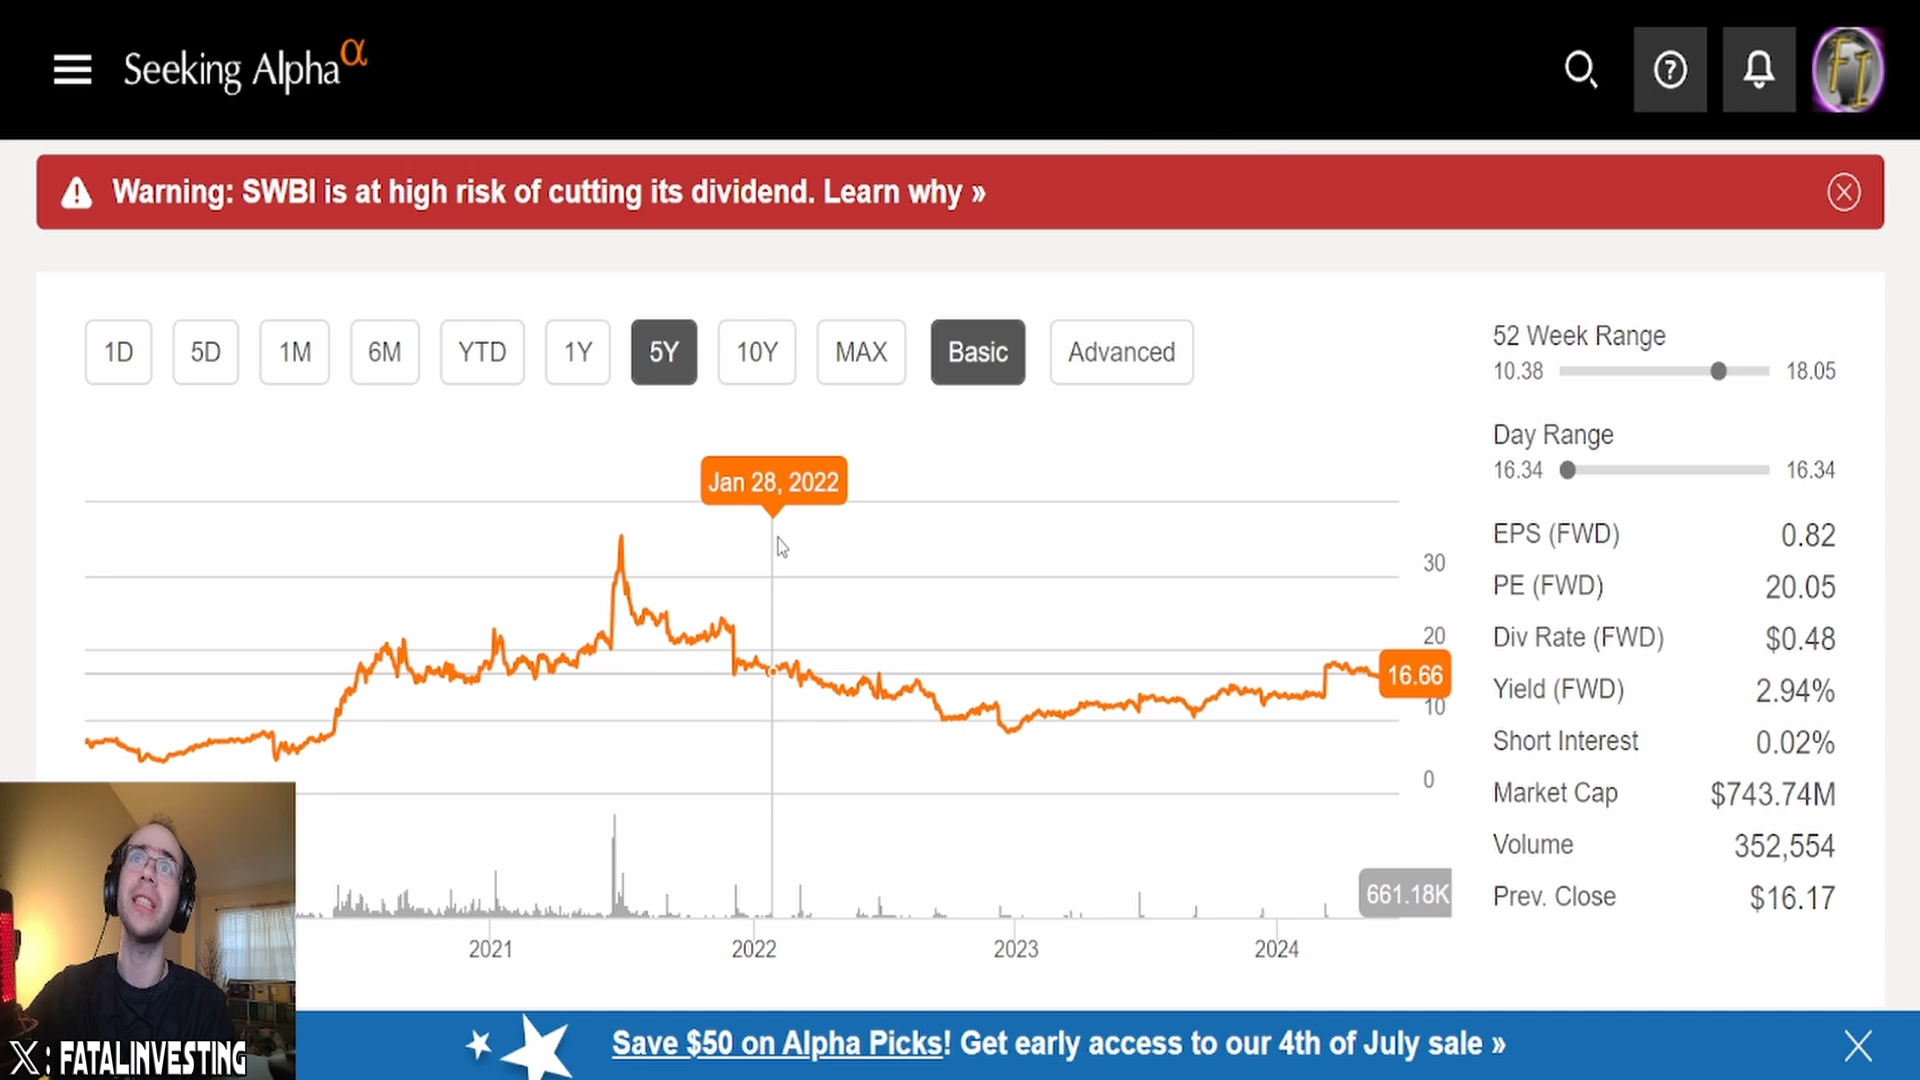 Seeking Alpha α
FI
Warning: SWBI is at high risk of cutting its dividend. Learn why »
1D 5D 1M 6M YTD 1Y 5Y 10Y MAX Basic Advanced
52 Week Range
10.38 18.05
Day Range
16.34 16.34
Jan 28, 2022
EPS (FWD) 0.82
30
PE (FWD) 20.05
20
Div Rate (FWD) $0.48
16.66
Yield (FWD) 2.94%
10
Short Interest 0.02%
0
Market Cap $743.74M
Volume 352,554
661.18K
Prev. Close $16.17
2021 2022 2023 2024
Save $50 on Alpha Picks! Get early access to our 4th of July sale »
X : FATALINVESTING